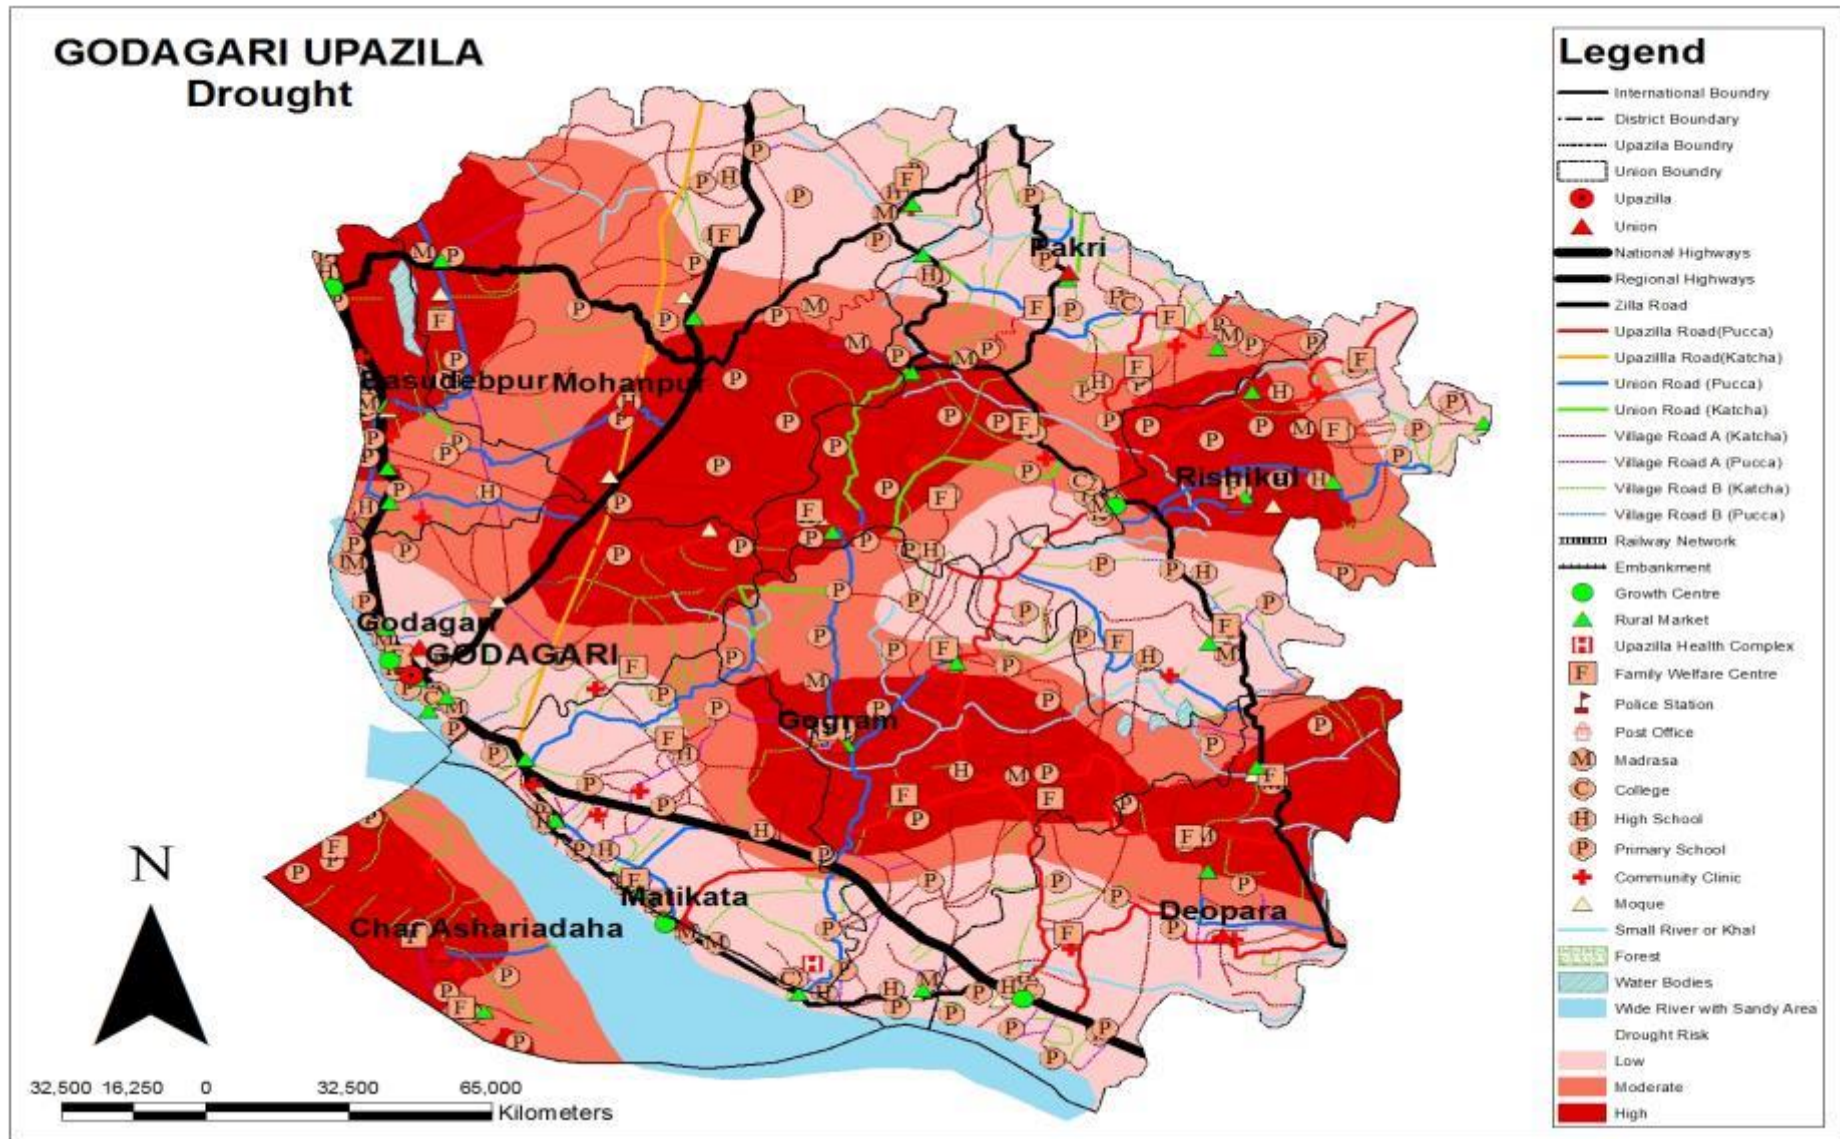 GODAGARI UPAZILA
Drought
Pakri
Basudebpur
Mohanpur
Rishikul
Godagari
GODAGARI
Gogram
Matikata
Deopara
Char Ashariadaha
N
32,500 16,250 0 32,500 65,000
Kilometers
Legend
International Boundry
District Boundary
Upazila Boundry
Union Boundry
Upazilla
Union
National Highways
Regional Highways
Zilla Road
Upazilla Road(Pucca)
Upazillla Road(Katcha)
Union Road (Pucca)
Union Road (Katcha)
Village Road A (Katcha)
Village Road A (Pucca)
Village Road B (Katcha)
Village Road B (Pucca)
Railway Network
Embankment
Growth Centre
Rural Market
H Upazilla Health Complex
F Family Welfare Centre
Police Station
Post Office
M Madrasa
C College
H High School
P Primary School
Community Clinic
Moque
Small River or Khal
Forest
Water Bodies
Wide River with Sandy Area
Drought Risk
Low
Moderate
High